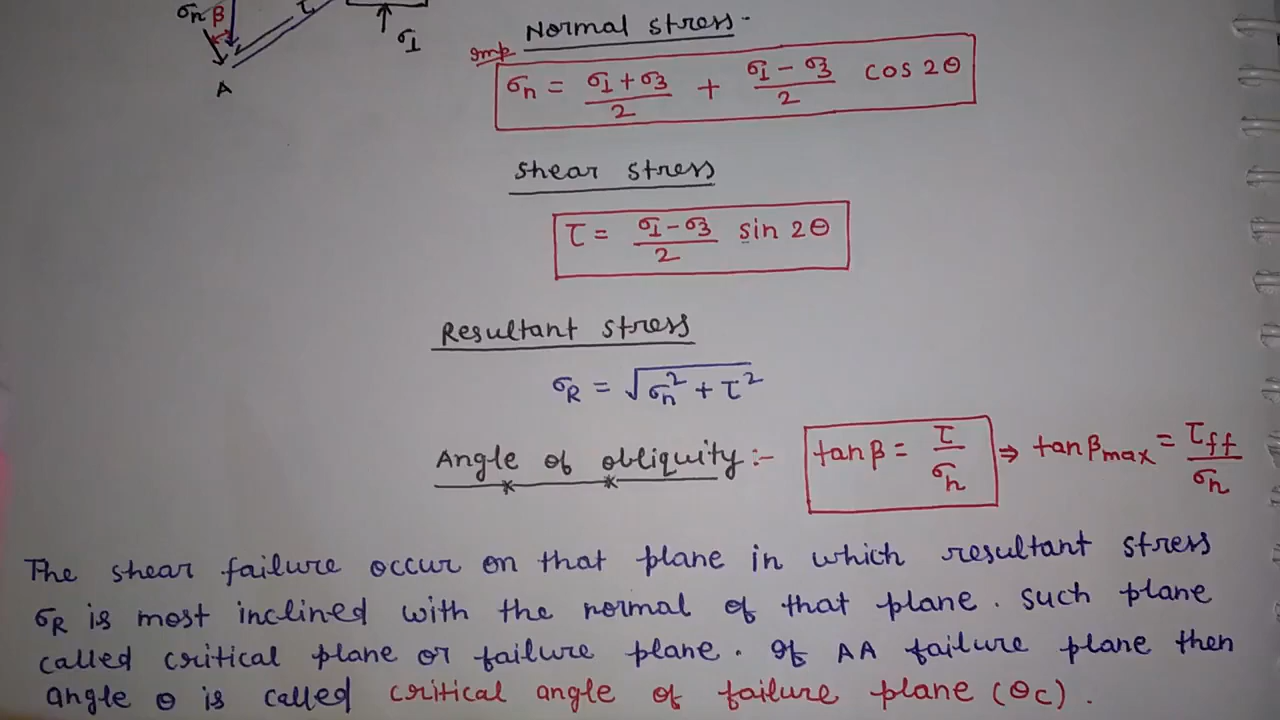 σn β τ
σ1
A
Normal stress.
Imp
σn = (σ1 + σ3)/2 + (σ1 - σ3)/2 cos 2θ
Shear stress
τ = (σ1 - σ3)/2 sin 2θ
Resultant stress
σR = √(σn² + τ²)
Angle of obliquity :- tanβ = τ/σn ⇒ tanβmax = τff/σn
The shear failure occur on that plane in which resultant stress
σR is most inclined with the normal of that plane. Such plane
called critical plane or failure plane. If AA failure plane then
angle θ is called critical angle of failure plane (θc).